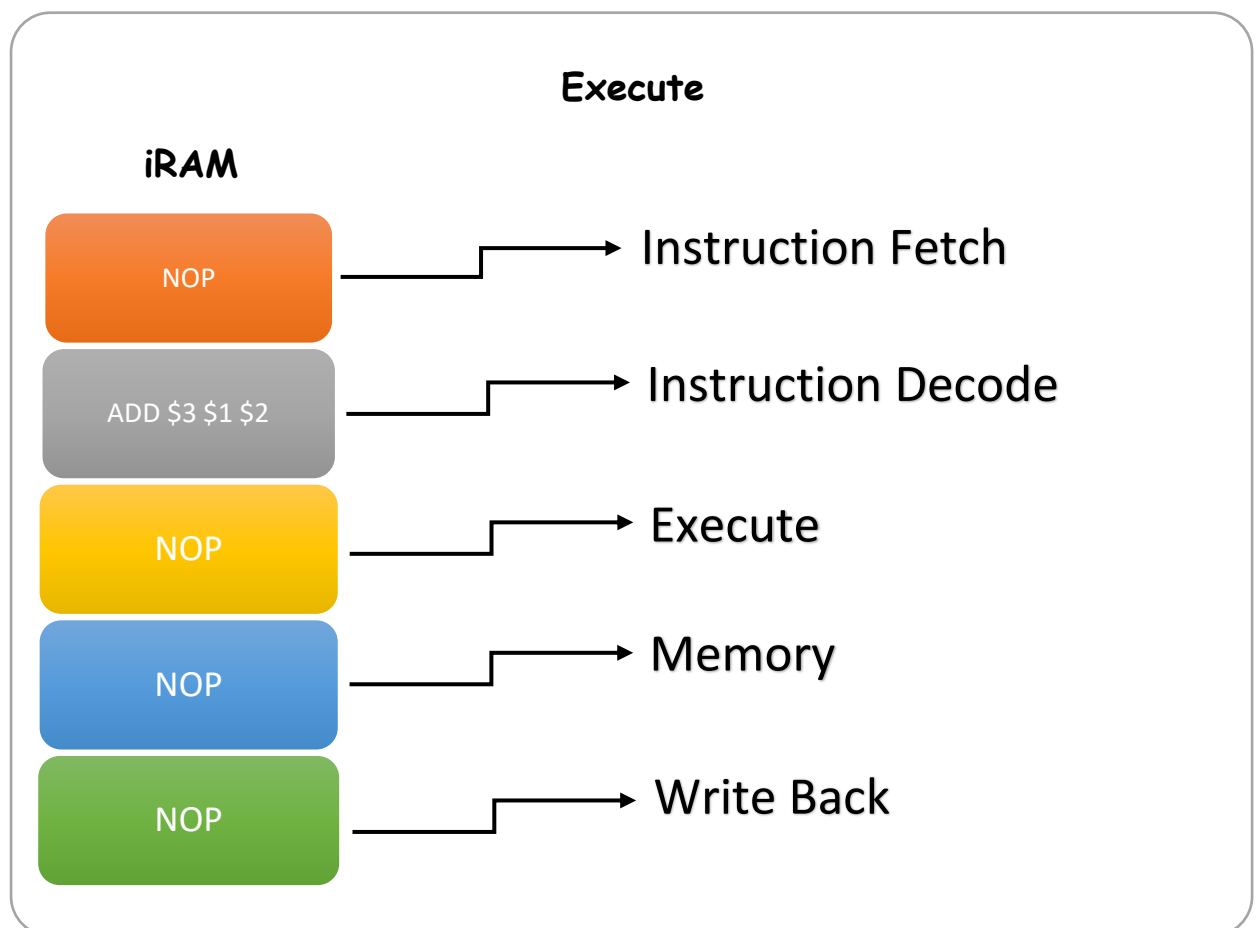 Execute
iRAM
NOP
Instruction Fetch
ADD $3 $1 $2
Instruction Decode
NOP
Execute
NOP
Memory
NOP
Write Back